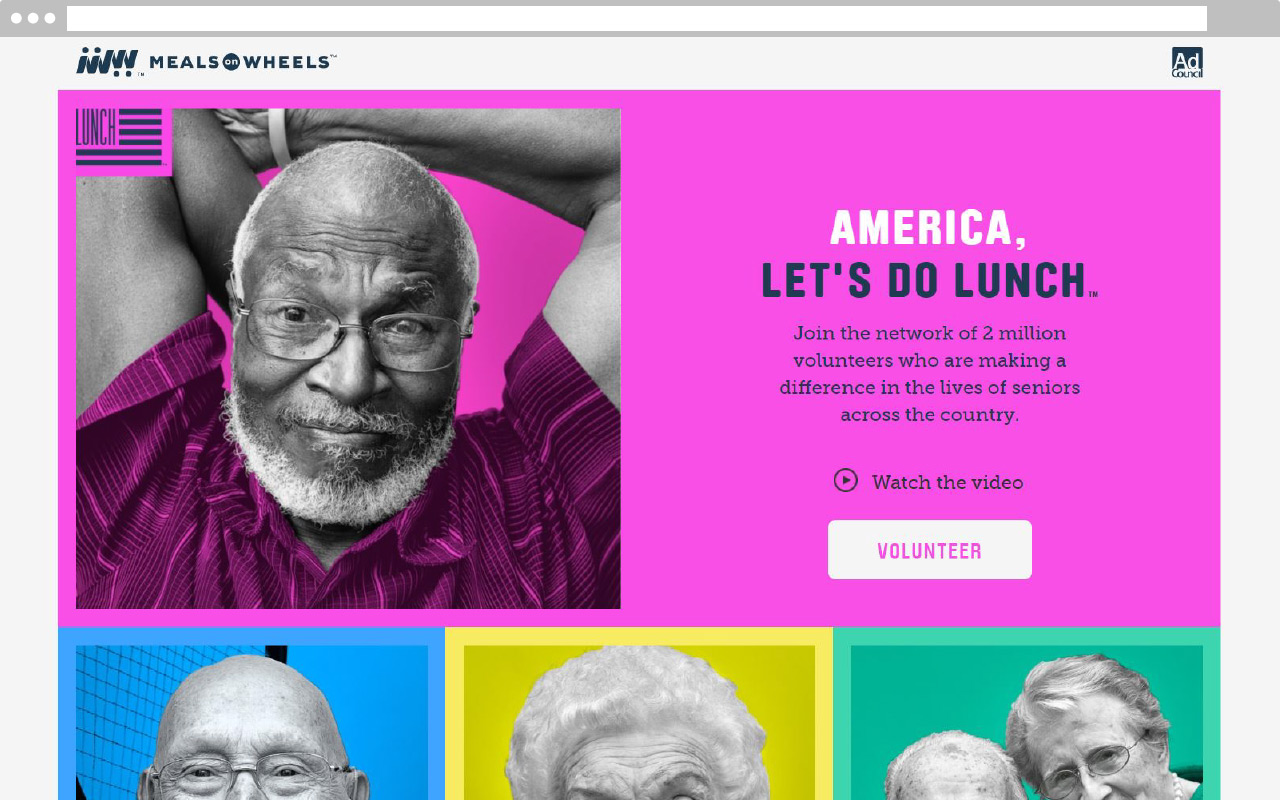 MEALS on WHEELS™
Ad
Council
LUNCH
AMERICA,
LET'S DO LUNCH™
Join the network of 2 million
volunteers who are making a
difference in the lives of seniors
across the country.
Watch the video
VOLUNTEER